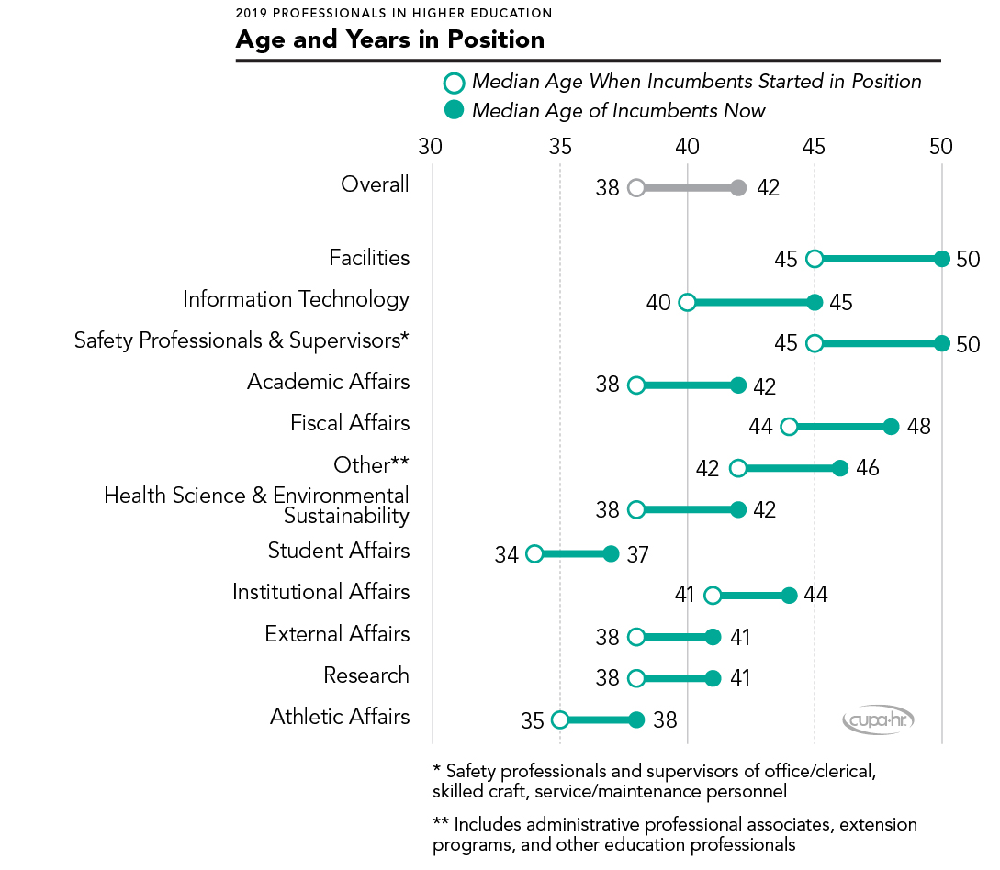 2019 PROFESSIONALS IN HIGHER EDUCATION
Age and Years in Position
Median Age When Incumbents Started in Position
Median Age of Incumbents Now
30 35 40 45 50
Overall 38 42
Facilities 45 50
Information Technology 40 45
Safety Professionals & Supervisors* 45 50
Academic Affairs 38 42
Fiscal Affairs 44 48
Other** 42 46
Health Science & Environmental
Sustainability 38 42
Student Affairs 34 37
Institutional Affairs 41 44
External Affairs 38 41
Research 38 41
Athletic Affairs 35 38
cupa-hr
* Safety professionals and supervisors of office/clerical,
skilled craft, service/maintenance personnel
** Includes administrative professional associates, extension
programs, and other education professionals